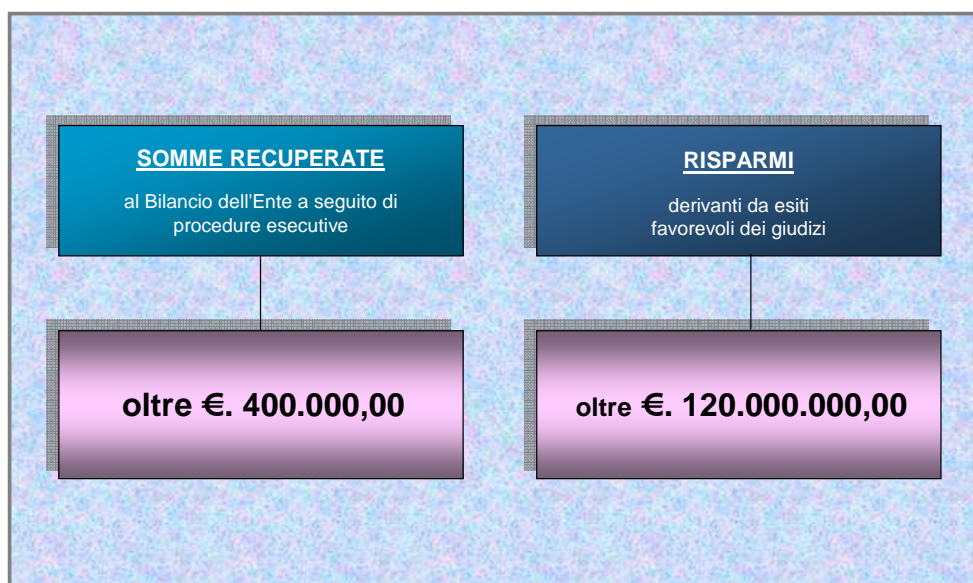 SOMME RECUPERATE
al Bilancio dell'Ente a seguito di
procedure esecutive
oltre €. 400.000,00
RISPARMI
derivanti da esiti
favorevoli dei giudizi
oltre €. 120.000.000,00